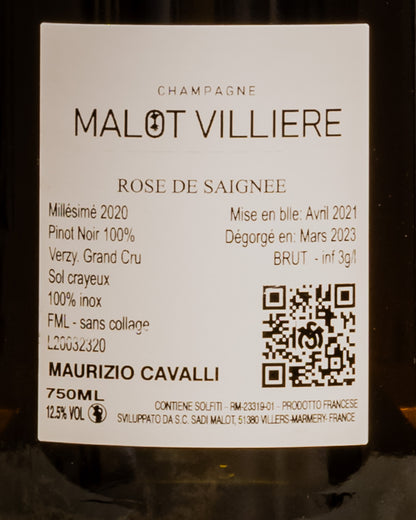 CHAMPAGNE
MALOT VILLIERE
ROSE DE SAIGNEE
Millésimé 2020
Mise en blle: Avril 2021
Pinot Noir 100%
Dégorgé en: Mars 2023
Verzy. Grand Cru
BRUT - inf 3g/l
Sol crayeux
100% inox
FML - sans collage
L20032320
MAURIZIO CAVALLI
750ML
12.5% VOL
CONTIENE SOLFITI - RM-23319-01 - PRODOTTO FRANCESE
SVILUPPATO DA S.C. SADI MALOT, 51380 VILLERS-MARMERY- FRANCE